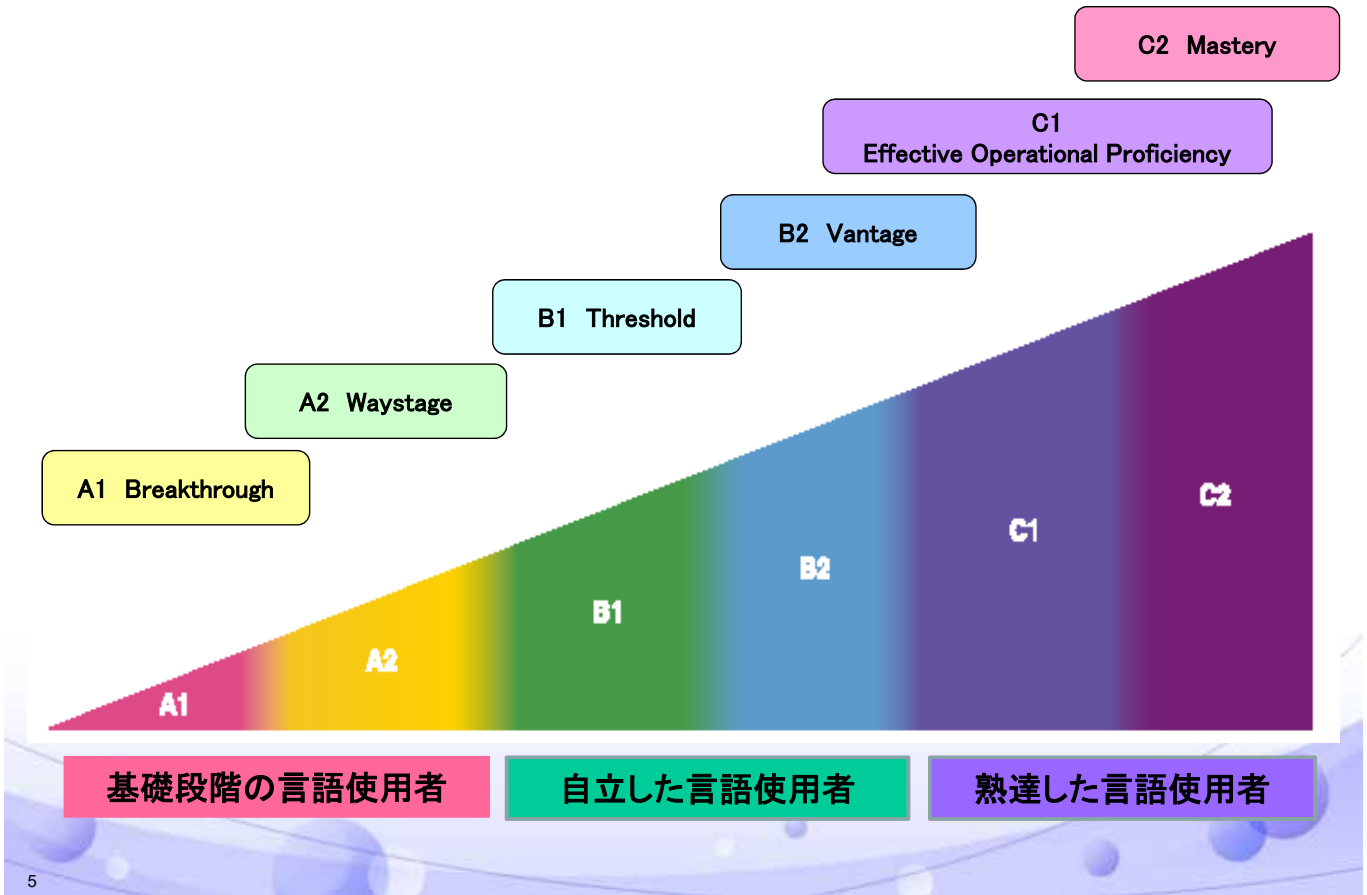 C2 Mastery
C1
Effective Operational Proficiency
B2 Vantage
B1 Threshold
A2 Waystage
A1 Breakthrough
C2
C1
B2
B1
A2
A1
基礎段階の言語使用者
自立した言語使用者
熟達した言語使用者
5